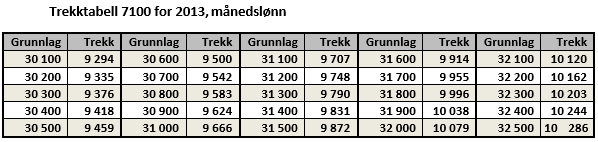 Trekktabell 7100 for 2013, månedslønn
Grunnlag Trekk Grunnlag Trekk Grunnlag Trekk Grunnlag Trekk Grunnlag Trekk
30 100 9 294 30 600 9 500 31 100 9 707 31 600 9 914 32 100 10 120
30 200 9 335 30 700 9 542 31 200 9 748 31 700 9 955 32 200 10 162
30 300 9 376 30 800 9 583 31 300 9 790 31 800 9 996 32 300 10 203
30 400 9 418 30 900 9 624 31 400 9 831 31 900 10 038 32 400 10 244
30 500 9 459 31 000 9 666 31 500 9 872 32 000 10 079 32 500 10 286